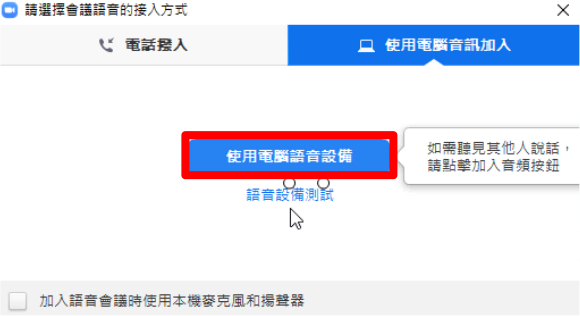 請選擇會議語音的接入方式
電話撥入
使用電腦音訊加入
使用電腦語音設備
如需聽見其他人說話，
請點擊加入音頻按鈕
語音設備測試
加入語音會議時使用本機麥克風和揚聲器